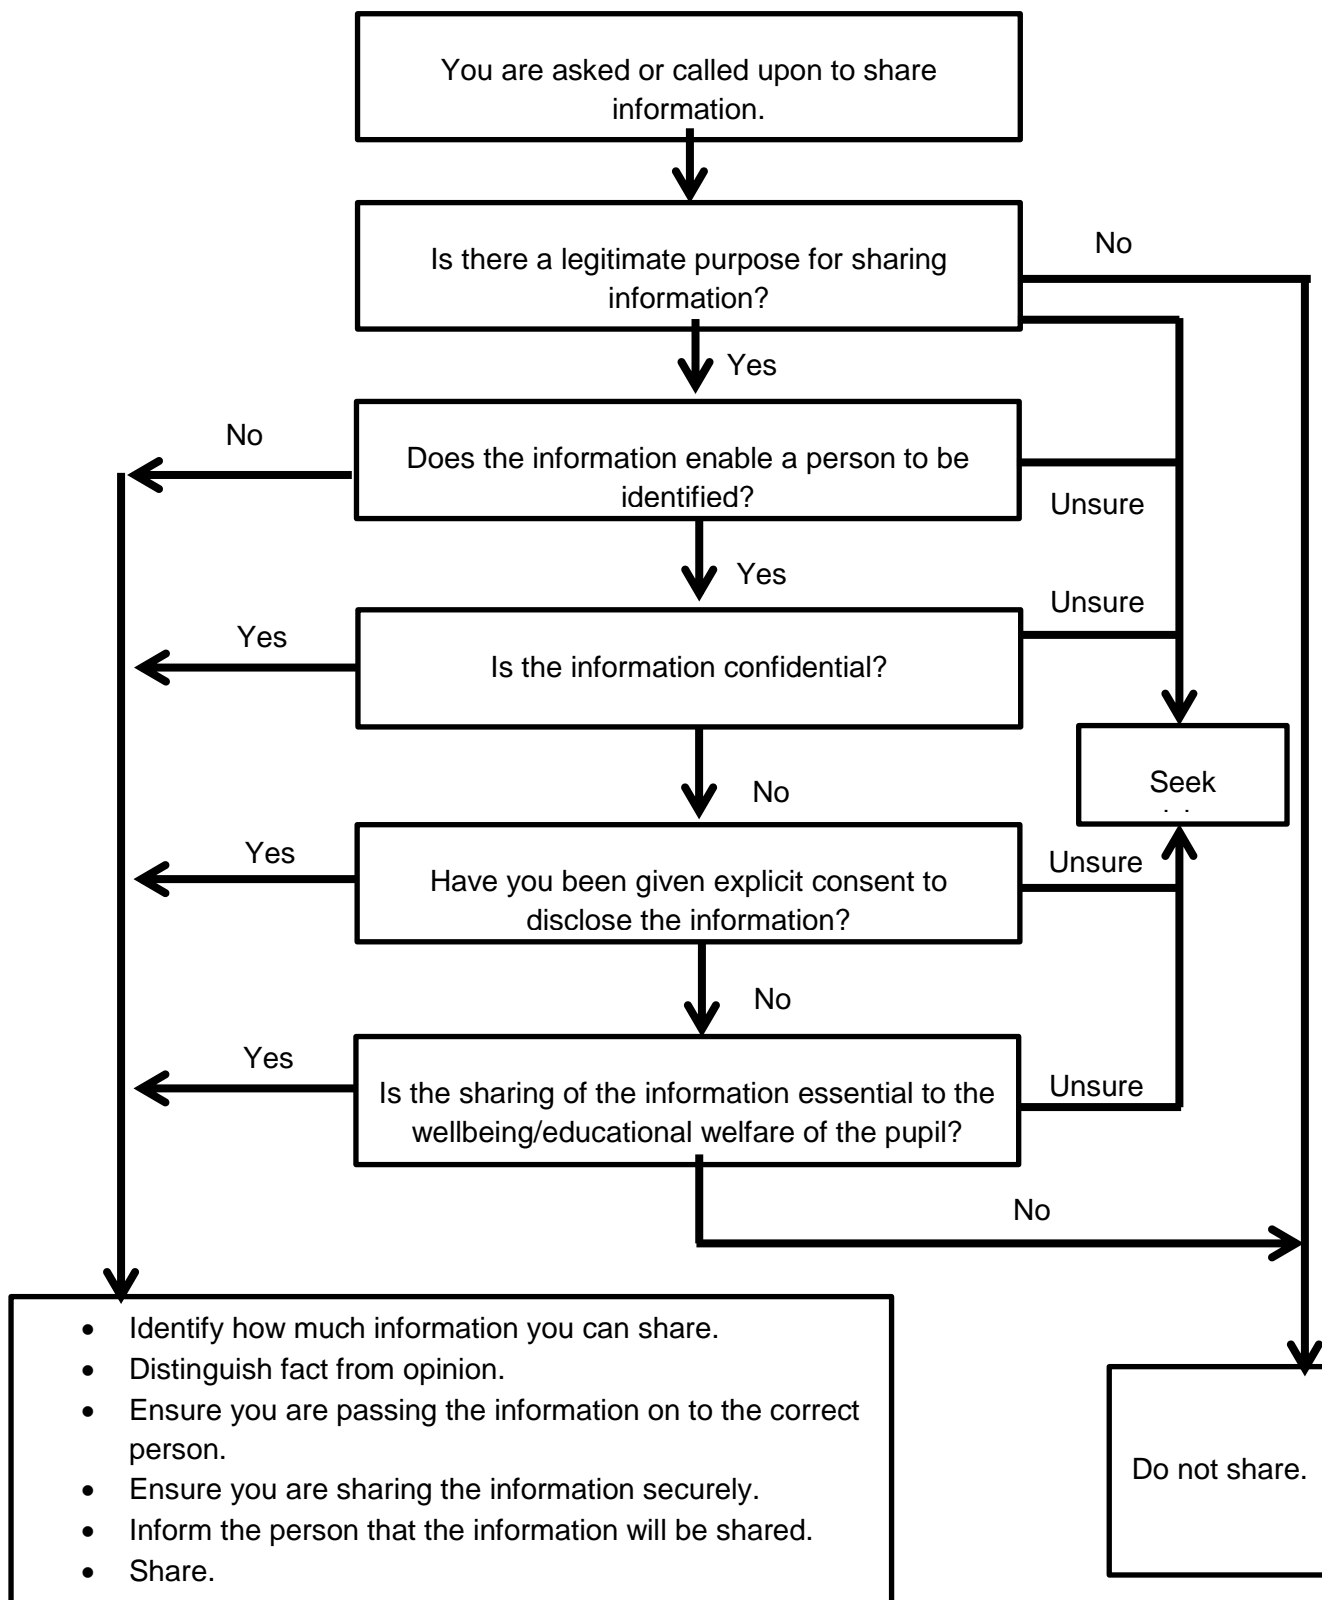 You are asked or called upon to share
information.
Is there a legitimate purpose for sharing
information?
No
Yes
No
Does the information enable a person to be
identified?
Unsure
Yes
Unsure
Yes
Is the information confidential?
Seek
No
Yes
Unsure
Have you been given explicit consent to
disclose the information?
No
Yes
Unsure
Is the sharing of the information essential to the
wellbeing/educational welfare of the pupil?
No
• Identify how much information you can share.
• Distinguish fact from opinion.
• Ensure you are passing the information on to the correct
person.
• Ensure you are sharing the information securely.
• Inform the person that the information will be shared.
• Share.
Do not share.